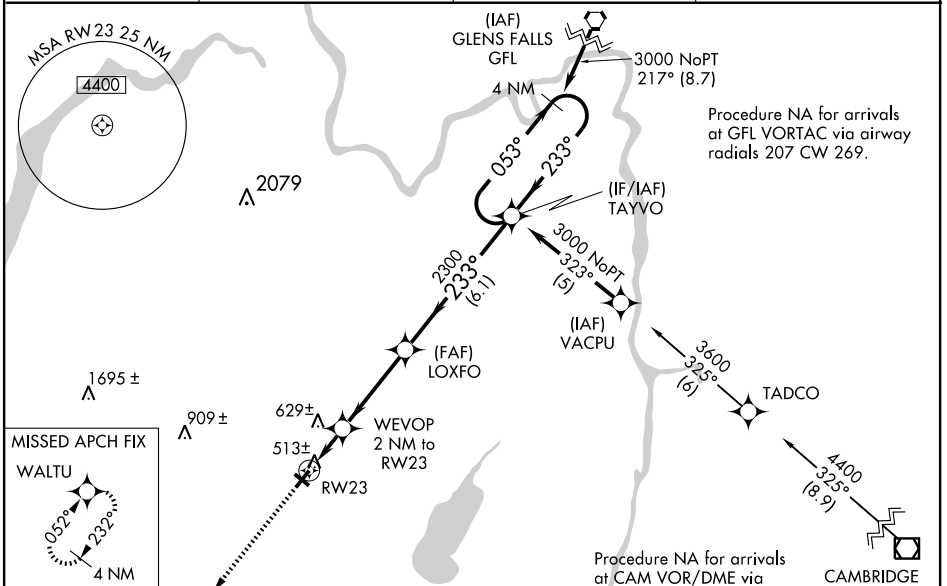 MSA RW23 25 NM
4400
(IAF)
GLENS FALLS
GFL
3000 NoPT
217° (8.7)
4 NM
Procedure NA for arrivals
at GFL VORTAC via airway
radials 207 CW 269.
053°
233°
2079
(IF/IAF)
TAYVO
3000 NoPT
323°
(5)
2300
233°
(6.1)
(IAF)
VACPU
(FAF)
LOXFO
3600
325°
(6)
TADCO
1695 ±
909 ±
629 ±
WEVOP
2 NM to
RW23
513 ±
RW23
MISSED APCH FIX
WALTU
052°
232°
4 NM
4400
325°
(8.9)
Procedure NA for arrivals
at CAM VOR/DME via
CAMBRIDGE